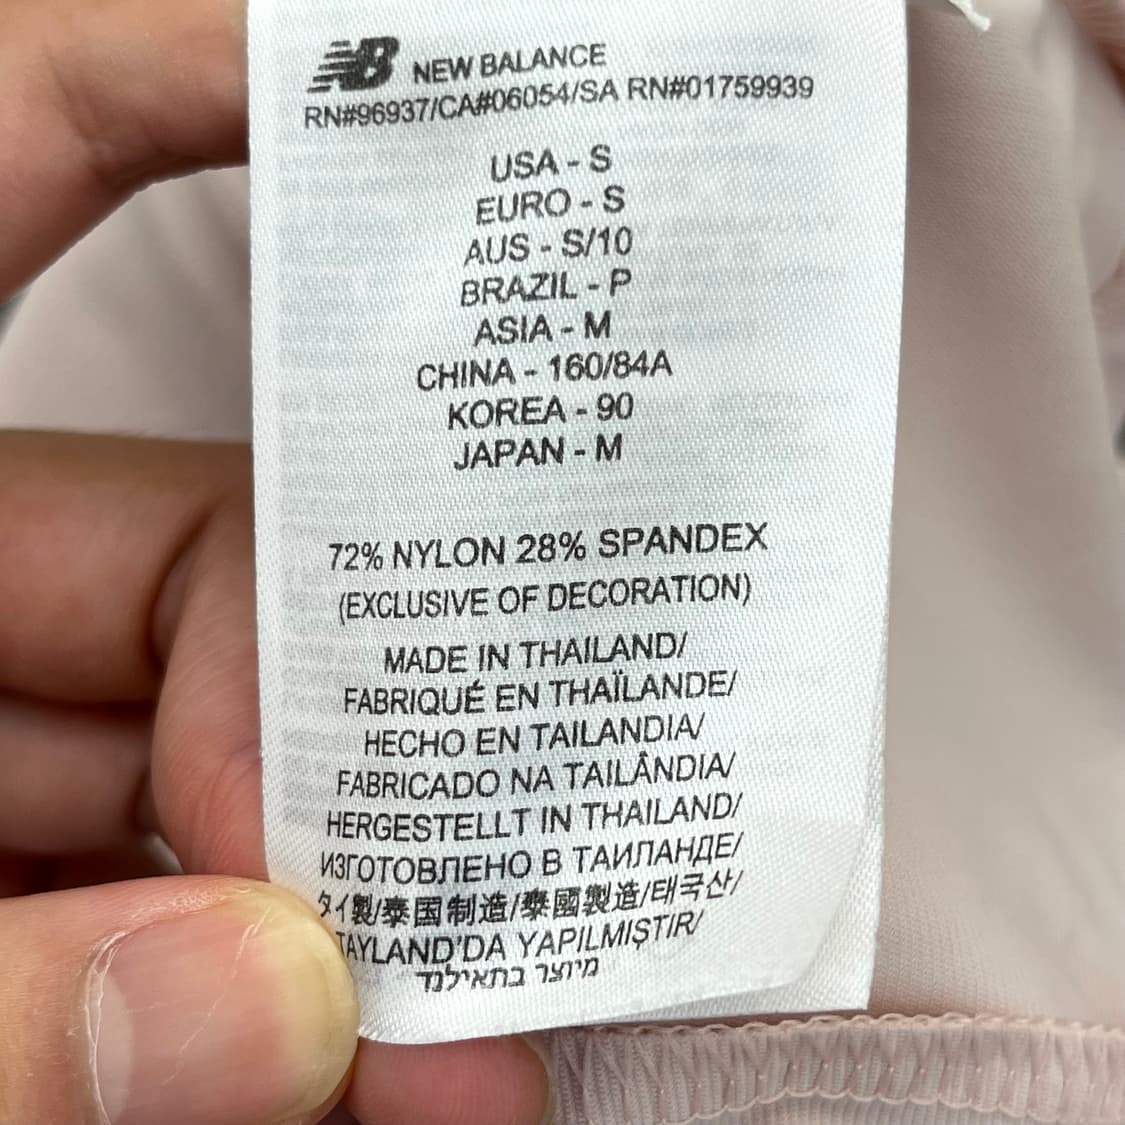 NB NEW BALANCE
RN#96937/CA#06054/SA RN#01759939
USA - S
EURO - S
AUS - S/10
BRAZIL - P
ASIA - M
CHINA - 160/84A
KOREA - 90
JAPAN - M
72% NYLON 28% SPANDEX
(EXCLUSIVE OF DECORATION)
MADE IN THAILAND/
FABRIQUÉ EN THAÏLANDE/
HECHO EN TAILANDIA/
FABRICADO NA TAILÂNDIA/
HERGESTELLT IN THAILAND/
ИЗГОТОВЛЕНО В ТАИЛАНДЕ/
タイ製/泰国制造/泰國製造/태국산/
TAYLAND'DA YAPILMIŞTIR/
מיוצר בתאילנד